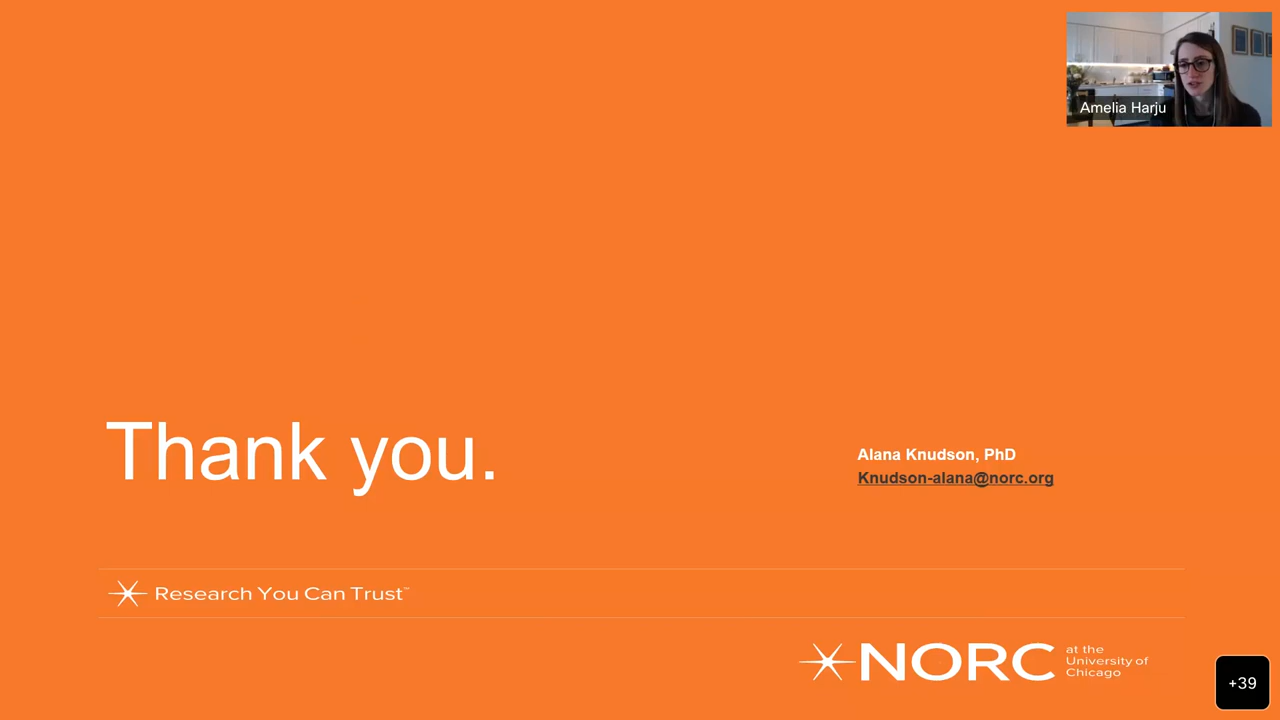 Amelia Harju
Thank you.
Alana Knudson, PhD
Knudson-alana@norc.org
Research You Can Trust™
NORC
at the
University of
Chicago
+39